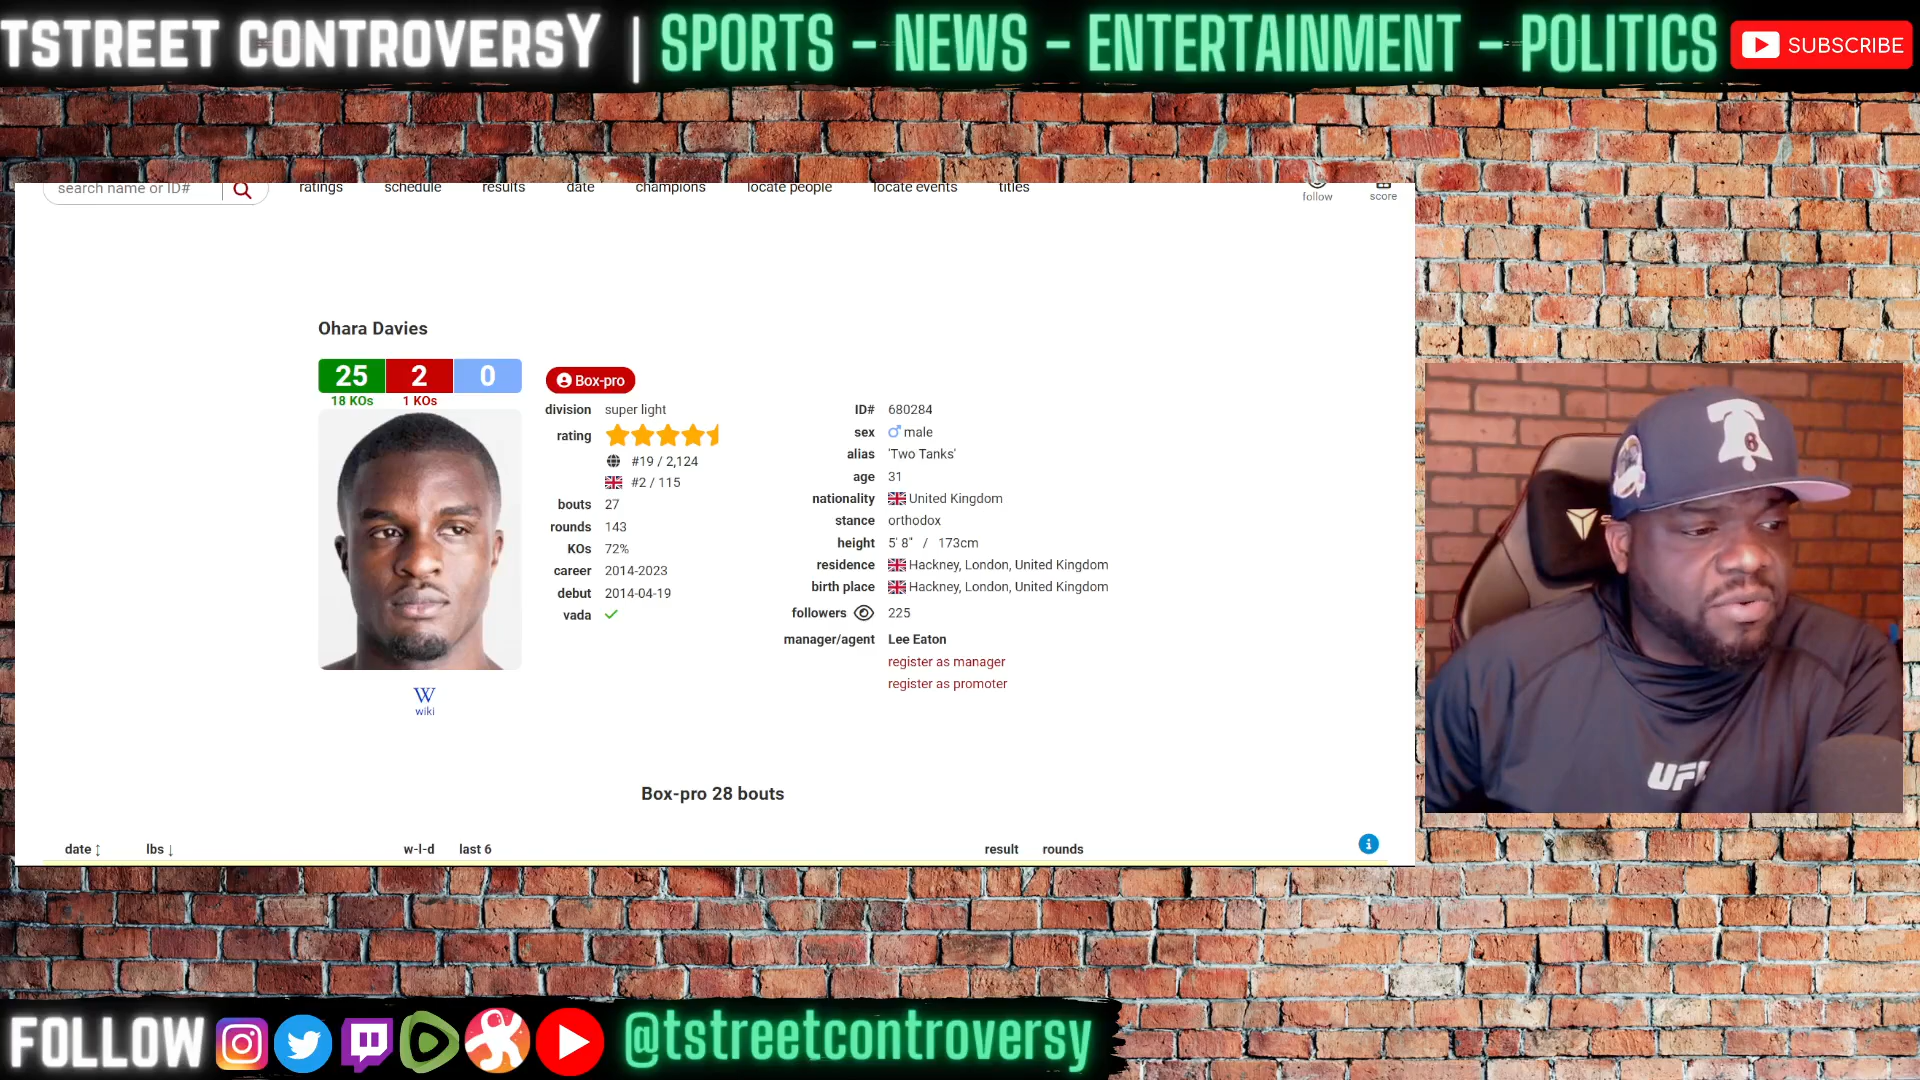 TSTREET CONTROVERSY | SPORTS - NEWS - ENTERTAINMENT - POLITICS SUBSCRIBE
search name or ID# ratings schedule results date champions locate people locate events titles follow score
Ohara Davies
25 2 0
18 KOs 1 KOs
Box-pro
division super light
rating
#19 / 2,124
#2 / 115
bouts 27
rounds 143
KOs 72%
career 2014-2023
debut 2014-04-19
vada
ID# 680284
sex male
alias 'Two Tanks'
age 31
nationality United Kingdom
stance orthodox
height 5' 8" / 173cm
residence Hackney, London, United Kingdom
birth place Hackney, London, United Kingdom
followers 225
manager/agent Lee Eaton
register as manager
register as promoter
W
wiki
Box-pro 28 bouts
date lbs w-l-d last 6 result rounds
i
6
UFC
FOLLOW @tstreetcontroversy